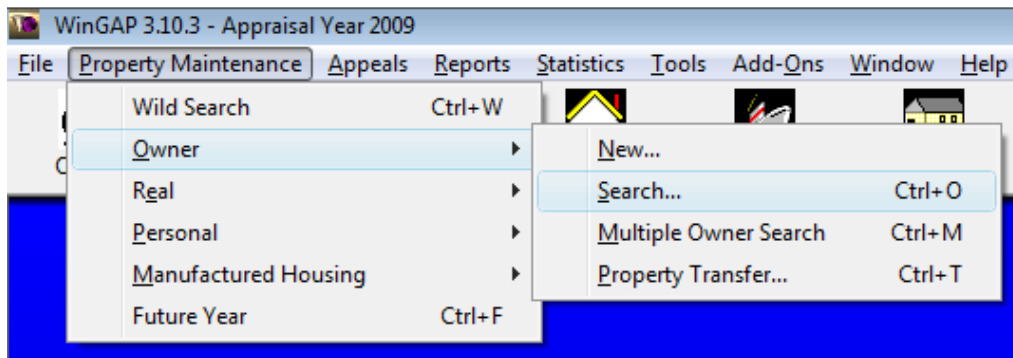 WinGAP 3.10.3 - Appraisal Year 2009
File Property Maintenance Appeals Reports Statistics Tools Add-Ons Window Help
Wild Search Ctrl+W
Owner
Real
Personal
Manufactured Housing
Future Year Ctrl+F
New...
Search... Ctrl+O
Multiple Owner Search Ctrl+M
Property Transfer... Ctrl+T